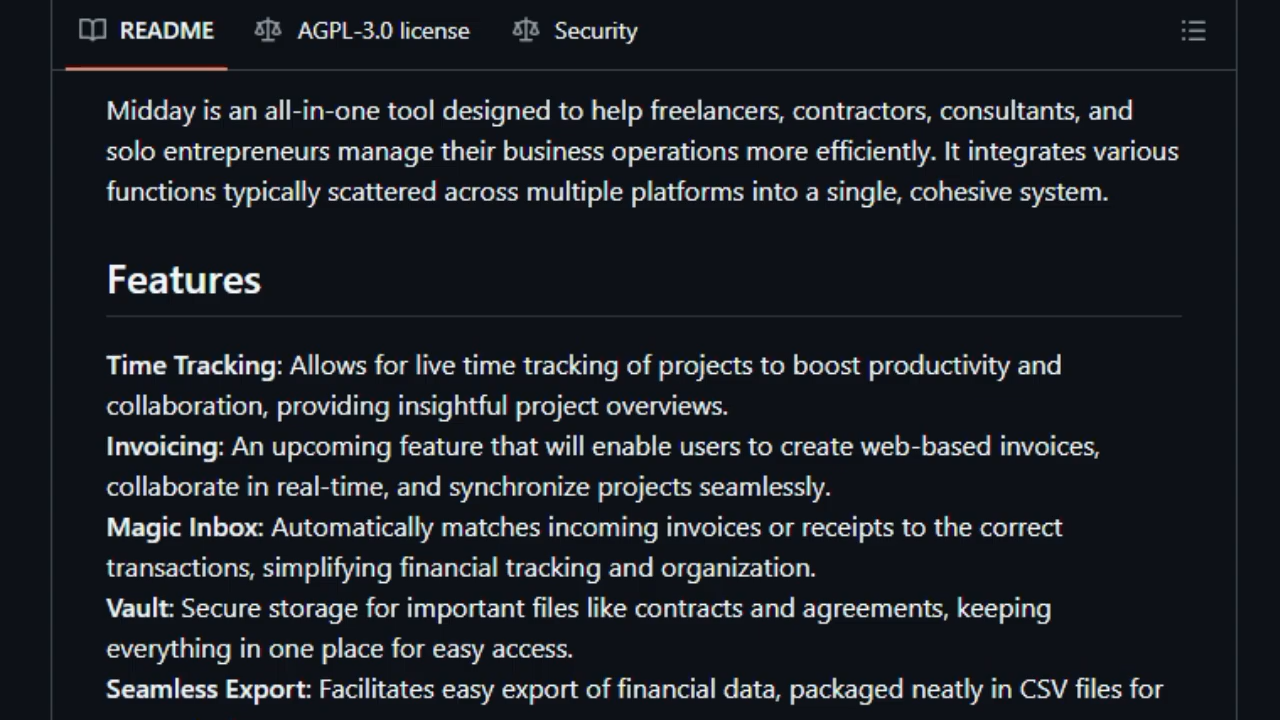 README AGPL-3.0 license Security
Midday is an all-in-one tool designed to help freelancers, contractors, consultants, and
solo entrepreneurs manage their business operations more efficiently. It integrates various
functions typically scattered across multiple platforms into a single, cohesive system.
Features
Time Tracking: Allows for live time tracking of projects to boost productivity and
collaboration, providing insightful project overviews.
Invoicing: An upcoming feature that will enable users to create web-based invoices,
collaborate in real-time, and synchronize projects seamlessly.
Magic Inbox: Automatically matches incoming invoices or receipts to the correct
transactions, simplifying financial tracking and organization.
Vault: Secure storage for important files like contracts and agreements, keeping
everything in one place for easy access.
Seamless Export: Facilitates easy export of financial data, packaged neatly in CSV files for